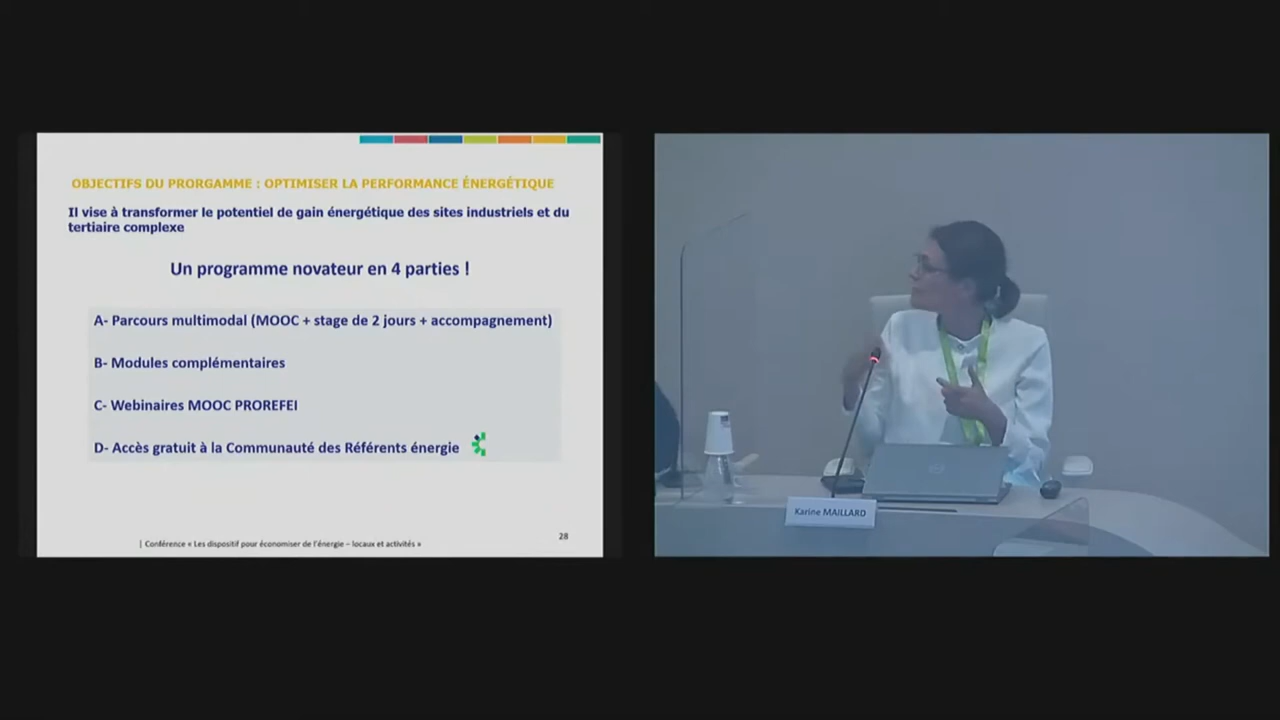 OBJECTIFS DU PRORGAMME : OPTIMISER LA PERFORMANCE ÉNERGÉTIQUE
Il vise à transformer le potentiel de gain énergétique des sites industriels et du
tertiaire complexe
Un programme novateur en 4 parties !
A- Parcours multimodal (MOOC + stage de 2 jours + accompagnement)
B- Modules complémentaires
C- Webinaires MOOC PROREFEI
D- Accès gratuit à la Communauté des Référents énergie
28
| Conférence « Les dispositif pour économiser de l'énergie – locaux et activités »
Karine MAILLARD